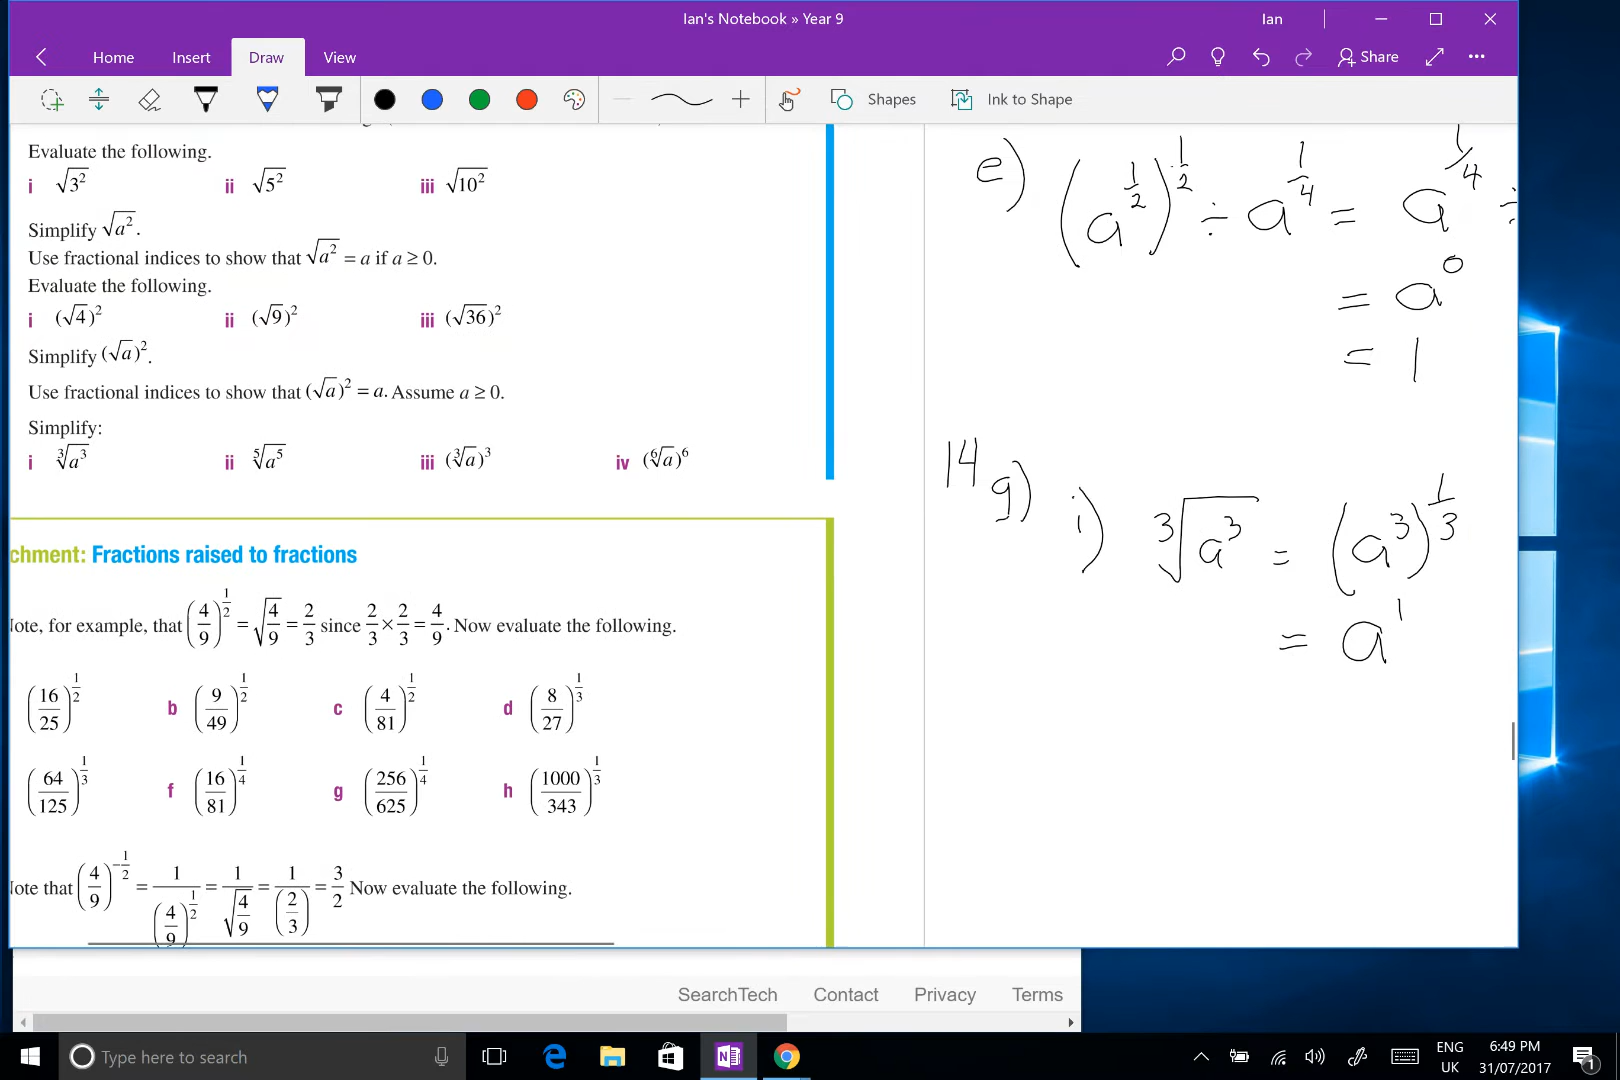 Ian's Notebook » Year 9
Ian
Home Insert Draw View
Share
Shapes Ink to Shape
Evaluate the following.
i √3² ii √5² iii √10²
Simplify √a².
Use fractional indices to show that √a² = a if a ≥ 0.
Evaluate the following.
i (√4)² ii (√9)² iii (√36)²
Simplify (√a)².
Use fractional indices to show that (√a)² = a. Assume a ≥ 0.
Simplify:
i ∛a³ ii ⁵√a⁵ iii (∛a)³ iv (⁶√a)⁶
chment: Fractions raised to fractions
ote, for example, that (4/9)^(1/2) = √(4/9) = 2/3 since 2/3 × 2/3 = 4/9. Now evaluate the following.
(16/25)^(1/2) b (9/49)^(1/2) c (4/81)^(1/2) d (8/27)^(1/3)
(64/125)^(1/3) f (16/81)^(1/4) g (256/625)^(1/4) h (1000/343)^(1/3)
ote that (4/9)^(-1/2) = 1/(4/9)^(1/2) = 1/√(4/9) = 1/(2/3) = 3/2 Now evaluate the following.
e) (a^(1/2))^(1/2) ÷ a^(1/4) = a^(1/4) ÷
= a⁰
= 1
14 g) i) ∛a³ = (a³)^(1/3)
= a¹
SearchTech Contact Privacy Terms
Type here to search
ENG
UK
6:49 PM
31/07/2017
1